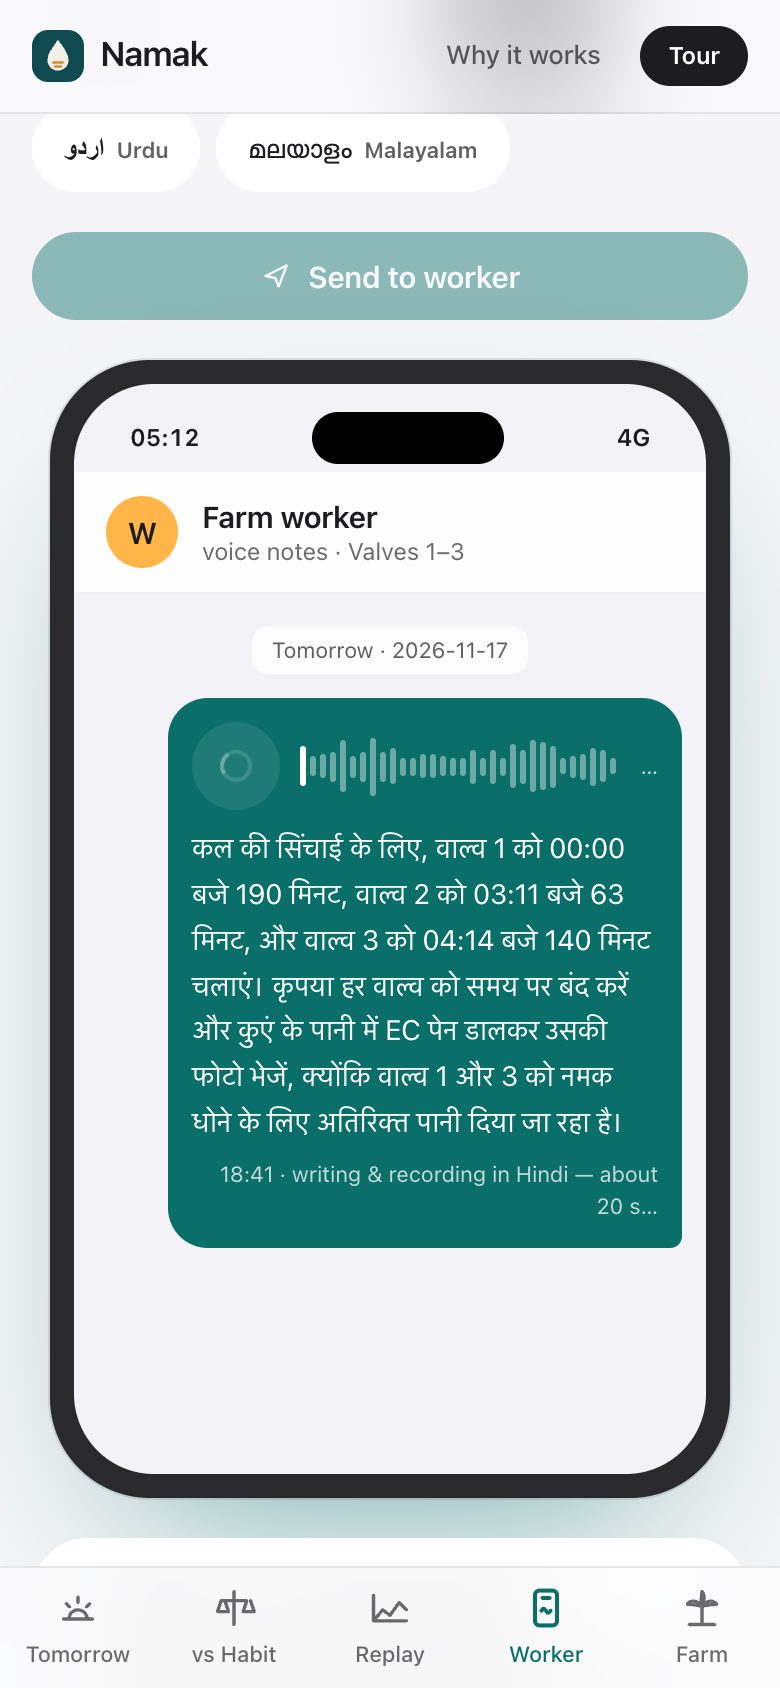 Namak
Why it works
Tour
اردو Urdu
മലയാളം Malayalam
Send to worker
05:12
4G
W
Farm worker
voice notes · Valves 1–3
Tomorrow · 2026-11-17
...
कल की सिंचाई के लिए, वाल्व 1 को 00:00
बजे 190 मिनट, वाल्व 2 को 03:11 बजे 63
मिनट, और वाल्व 3 को 04:14 बजे 140 मिनट
चलाएं। कृपया हर वाल्व को समय पर बंद करें
और कुएं के पानी में EC पेन डालकर उसकी
फोटो भेजें, क्योंकि वाल्व 1 और 3 को नमक
धोने के लिए अतिरिक्त पानी दिया जा रहा है।
18:41 · writing & recording in Hindi — about
20 s...
Tomorrow
vs Habit
Replay
Worker
Farm